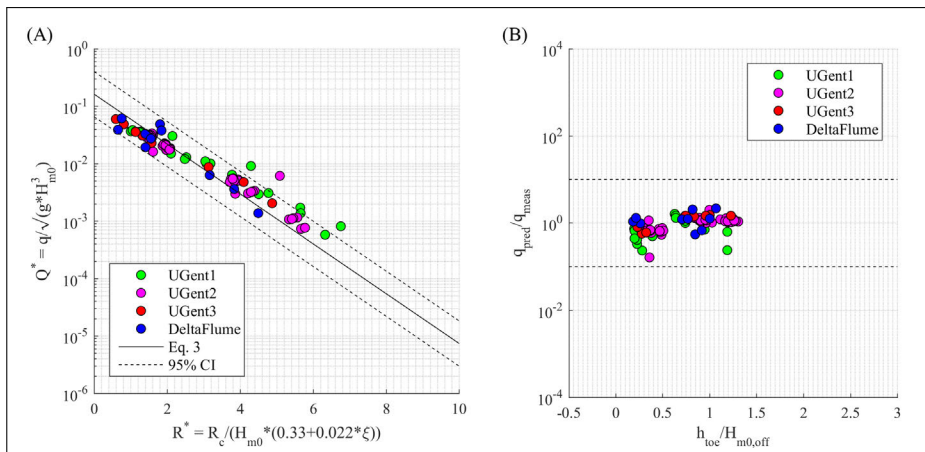 (A)
10^0
10^-1
10^-2
10^-3
10^-4
10^-5
10^-6
Q^* = q/√(g*H^3_m0)
UGent1
UGent2
UGent3
DeltaFlume
Eq. 3
95% CI
0 2 4 6 8 10
R^* = R_c/(H_m0*(0.33+0.022*ξ))
(B)
10^4
10^2
10^0
10^-2
10^-4
q_pred/q_meas
UGent1
UGent2
UGent3
DeltaFlume
-0.5 0 0.5 1 1.5 2 2.5 3
h_toe/H_m0,off